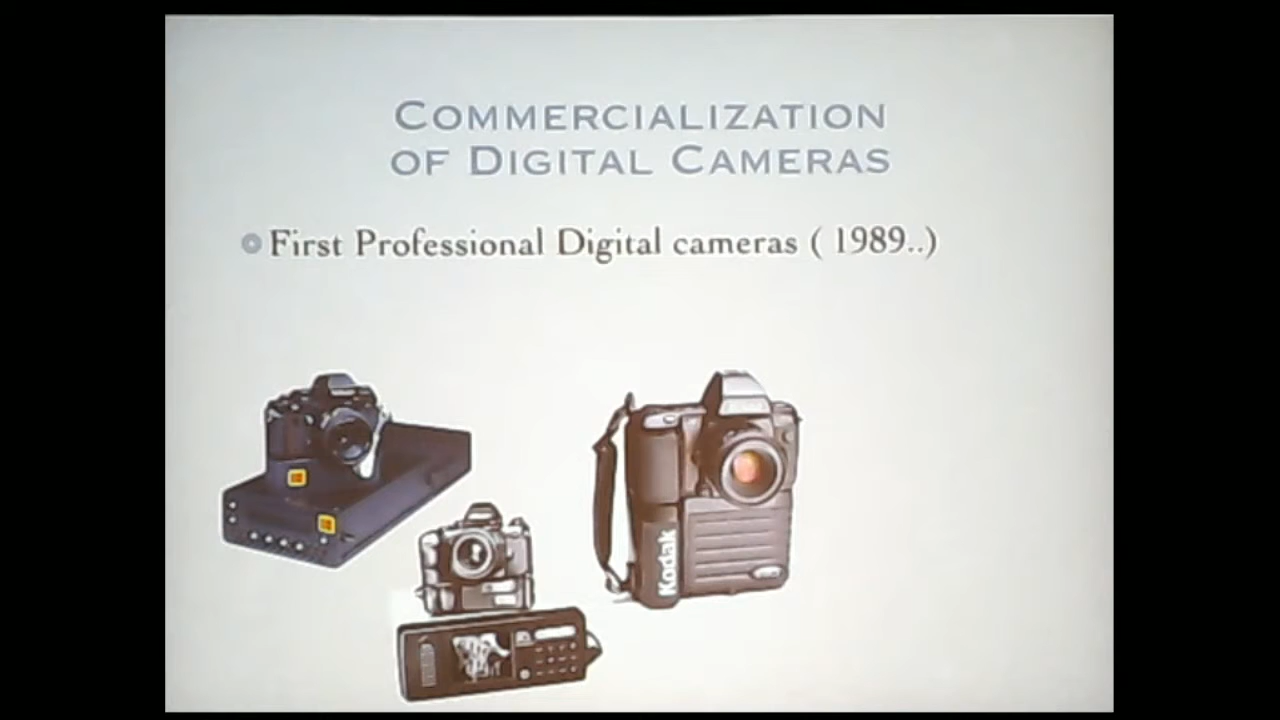 COMMERCIALIZATION
OF DIGITAL CAMERAS
First Professional Digital cameras ( 1989..)
Kodak